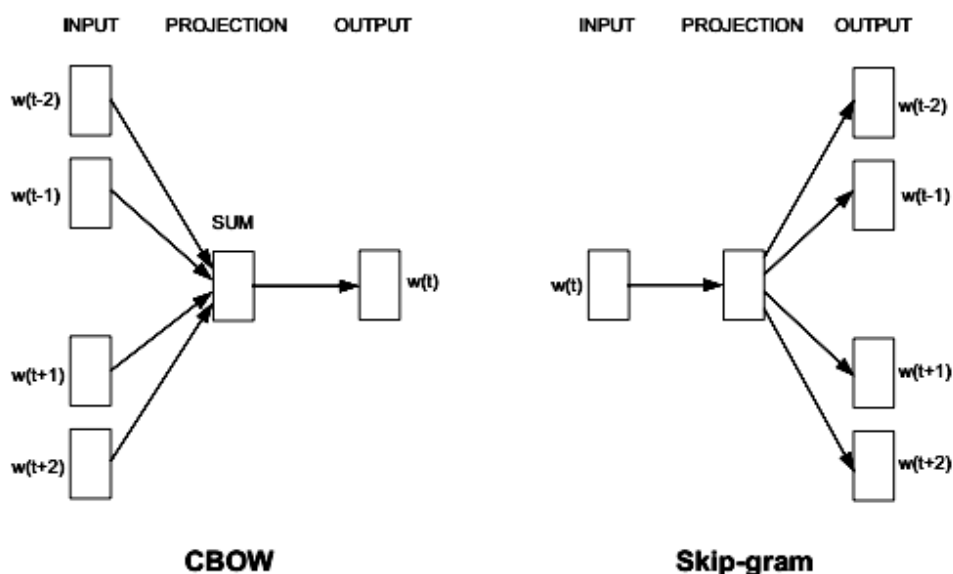 INPUT PROJECTION OUTPUT
w(t-2)
w(t-1)
SUM
w(t)
w(t+1)
w(t+2)
CBOW
INPUT PROJECTION OUTPUT
w(t-2)
w(t-1)
w(t)
w(t+1)
w(t+2)
Skip-gram